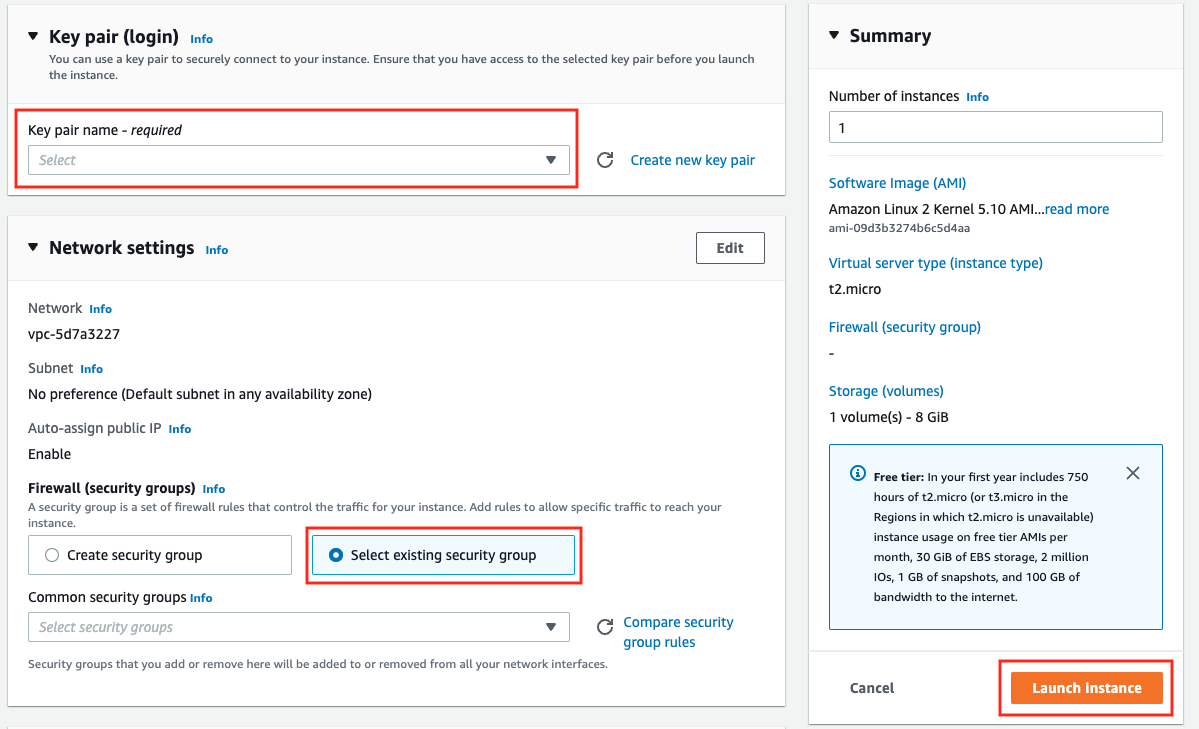 Key pair (login) Info
You can use a key pair to securely connect to your instance. Ensure that you have access to the selected key pair before you launch
the instance.
Key pair name - required
Select
Create new key pair
Network settings Info
Edit
Network Info
vpc-5d7a3227
Subnet Info
No preference (Default subnet in any availability zone)
Auto-assign public IP Info
Enable
Firewall (security groups) Info
A security group is a set of firewall rules that control the traffic for your instance. Add rules to allow specific traffic to reach your
instance.
Create security group
Select existing security group
Common security groups Info
Select security groups
Compare security
group rules
Security groups that you add or remove here will be added to or removed from all your network interfaces.
Summary
Number of instances Info
1
Software Image (AMI)
Amazon Linux 2 Kernel 5.10 AMI...read more
ami-09d3b3274b6c5d4aa
Virtual server type (instance type)
t2.micro
Firewall (security group)
-
Storage (volumes)
1 volume(s) - 8 GiB
Free tier: In your first year includes 750
hours of t2.micro (or t3.micro in the
Regions in which t2.micro is unavailable)
instance usage on free tier AMIs per
month, 30 GiB of EBS storage, 2 million
IOs, 1 GB of snapshots, and 100 GB of
bandwidth to the internet.
Cancel
Launch instance